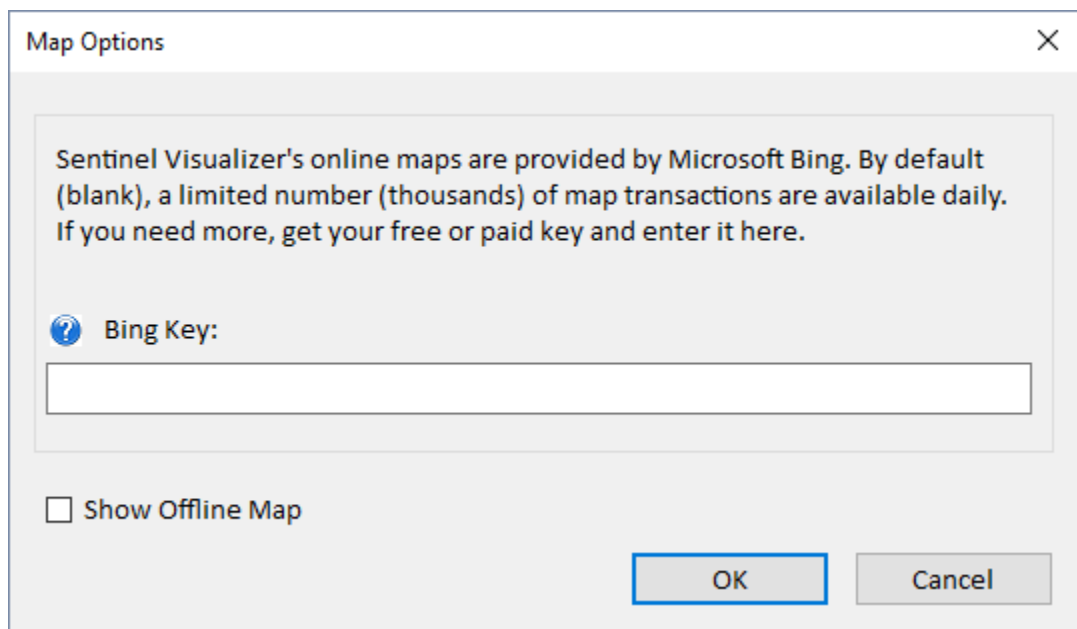 Map Options
Sentinel Visualizer's online maps are provided by Microsoft Bing. By default
(blank), a limited number (thousands) of map transactions are available daily.
If you need more, get your free or paid key and enter it here.
Bing Key:
Show Offline Map
OK Cancel